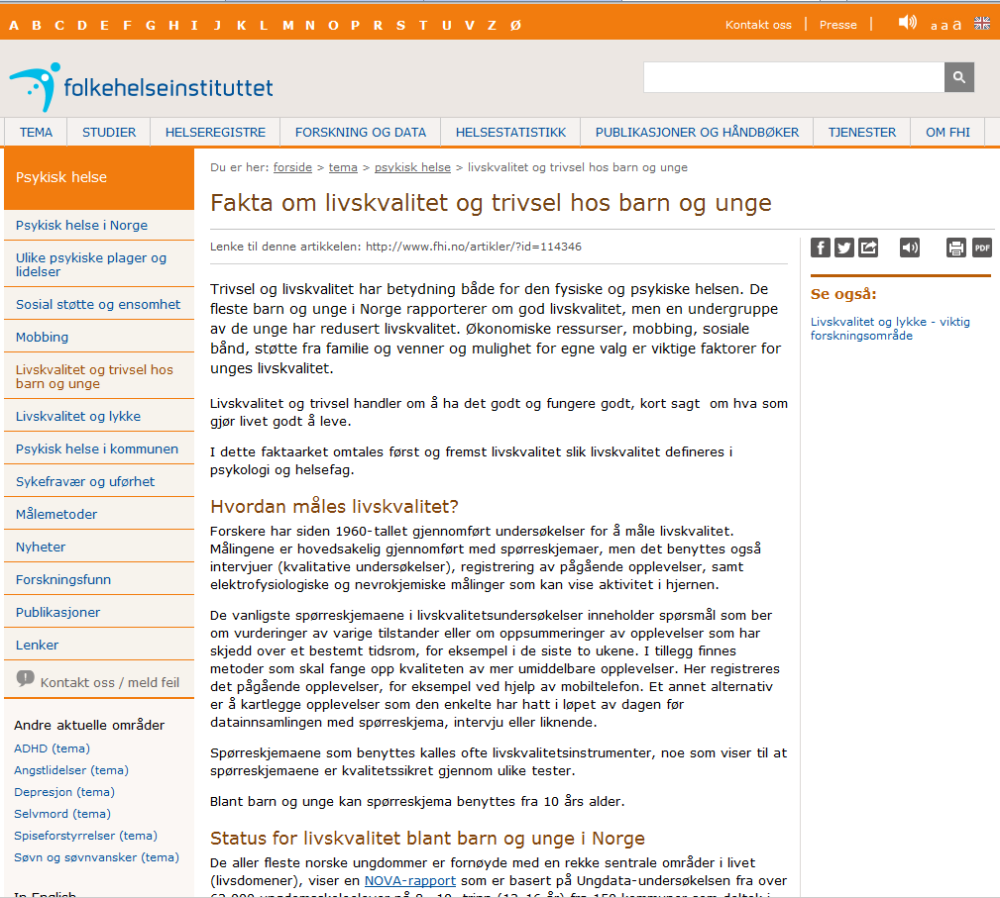 A B C D E F G H I J K L M N O P R S T U V Z Ø
Kontakt oss | Presse | a a a
folkehelseinstituttet
TEMA STUDIER HELSEREGISTRE FORSKNING OG DATA HELSESTATISTIKK PUBLIKASJONER OG HÅNDBØKER TJENESTER OM FHI
Psykisk helse
Psykisk helse i Norge
Ulike psykiske plager og
lidelser
Sosial støtte og ensomhet
Mobbing
Livskvalitet og trivsel hos
barn og unge
Livskvalitet og lykke
Psykisk helse i kommunen
Sykefravær og uførhet
Målemetoder
Nyheter
Forskningsfunn
Publikasjoner
Lenker
Kontakt oss / meld feil
Andre aktuelle områder
ADHD (tema)
Angstlidelser (tema)
Depresjon (tema)
Selvmord (tema)
Spiseforstyrrelser (tema)
Søvn og søvnvansker (tema)
In English
Du er her: forside > tema > psykisk helse > livskvalitet og trivsel hos barn og unge
Fakta om livskvalitet og trivsel hos barn og unge
Lenke til denne artikkelen: http://www.fhi.no/artikler/?id=114346
Trivsel og livskvalitet har betydning både for den fysiske og psykiske helsen. De
fleste barn og unge i Norge rapporterer om god livskvalitet, men en undergruppe
av de unge har redusert livskvalitet. Økonomiske ressurser, mobbing, sosiale
bånd, støtte fra familie og venner og mulighet for egne valg er viktige faktorer for
unges livskvalitet.
Livskvalitet og trivsel handler om å ha det godt og fungere godt, kort sagt om hva som
gjør livet godt å leve.
I dette faktaarket omtales først og fremst livskvalitet slik livskvalitet defineres i
psykologi og helsefag.
Hvordan måles livskvalitet?
Forskere har siden 1960-tallet gjennomført undersøkelser for å måle livskvalitet.
Målingene er hovedsakelig gjennomført med spørreskjemaer, men det benyttes også
intervjuer (kvalitative undersøkelser), registrering av pågående opplevelser, samt
elektrofysiologiske og nevrokjemiske målinger som kan vise aktivitet i hjernen.
De vanligste spørreskjemaene i livskvalitetsundersøkelser inneholder spørsmål som ber
om vurderinger av varige tilstander eller om oppsummeringer av opplevelser som har
skjedd over et bestemt tidsrom, for eksempel i de siste to ukene. I tillegg finnes
metoder som skal fange opp kvaliteten av mer umiddelbare opplevelser. Her registreres
det pågående opplevelser, for eksempel ved hjelp av mobiltelefon. Et annet alternativ
er å kartlegge opplevelser som den enkelte har hatt i løpet av dagen før
datainnsamlingen med spørreskjema, intervju eller liknende.
Spørreskjemaene som benyttes kalles ofte livskvalitetsinstrumenter, noe som viser til at
spørreskjemaene er kvalitetssikret gjennom ulike tester.
Blant barn og unge kan spørreskjema benyttes fra 10 års alder.
Status for livskvalitet blant barn og unge i Norge
De aller fleste norske ungdommer er fornøyde med en rekke sentrale områder i livet
(livsdomener), viser en NOVA-rapport som er basert på Ungdata-undersøkelsen fra over
PDF
Se også:
Livskvalitet og lykke - viktig
forskningsområde